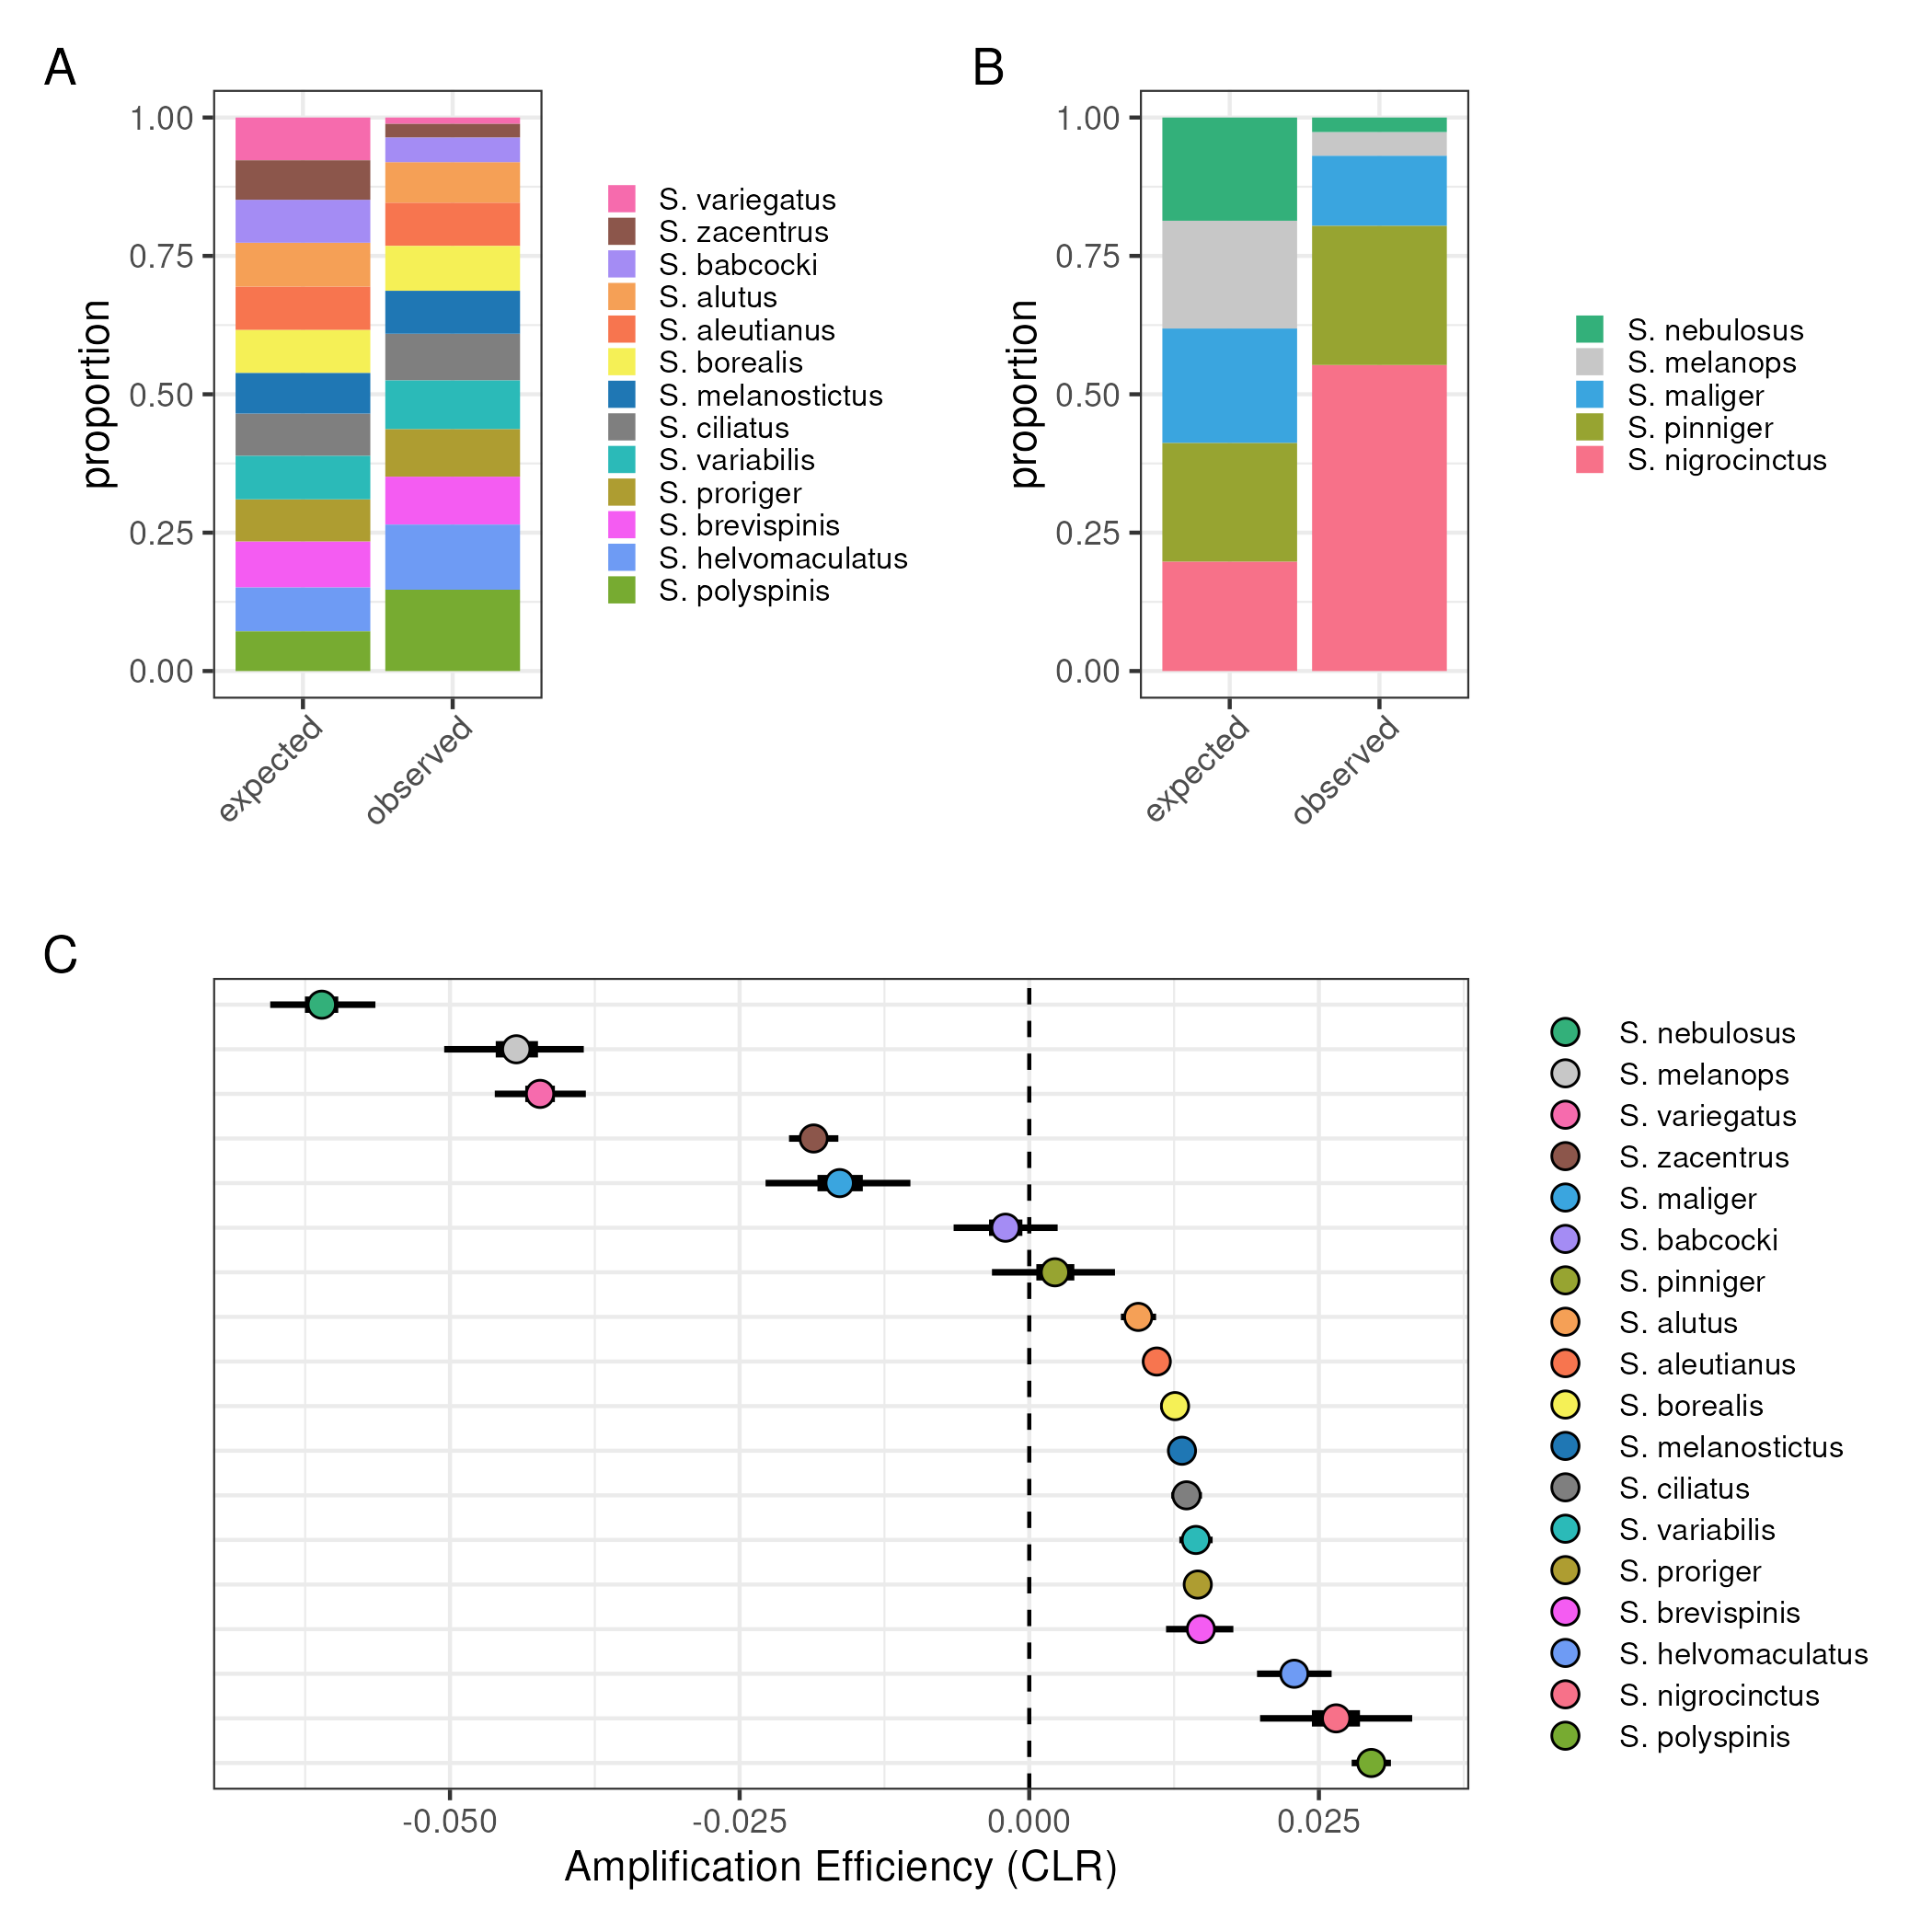 A
proportion
1.00
0.75
0.50
0.25
0.00
expected
observed
S. variegatus
S. zacentrus
S. babcocki
S. alutus
S. aleutianus
S. borealis
S. melanostictus
S. ciliatus
S. variabilis
S. proriger
S. brevispinis
S. helvomaculatus
S. polyspinis
B
proportion
1.00
0.75
0.50
0.25
0.00
expected
observed
S. nebulosus
S. melanops
S. maliger
S. pinniger
S. nigrocinctus
C
-0.050
-0.025
0.000
0.025
Amplification Efficiency (CLR)
S. nebulosus
S. melanops
S. variegatus
S. zacentrus
S. maliger
S. babcocki
S. pinniger
S. alutus
S. aleutianus
S. borealis
S. melanostictus
S. ciliatus
S. variabilis
S. proriger
S. brevispinis
S. helvomaculatus
S. nigrocinctus
S. polyspinis